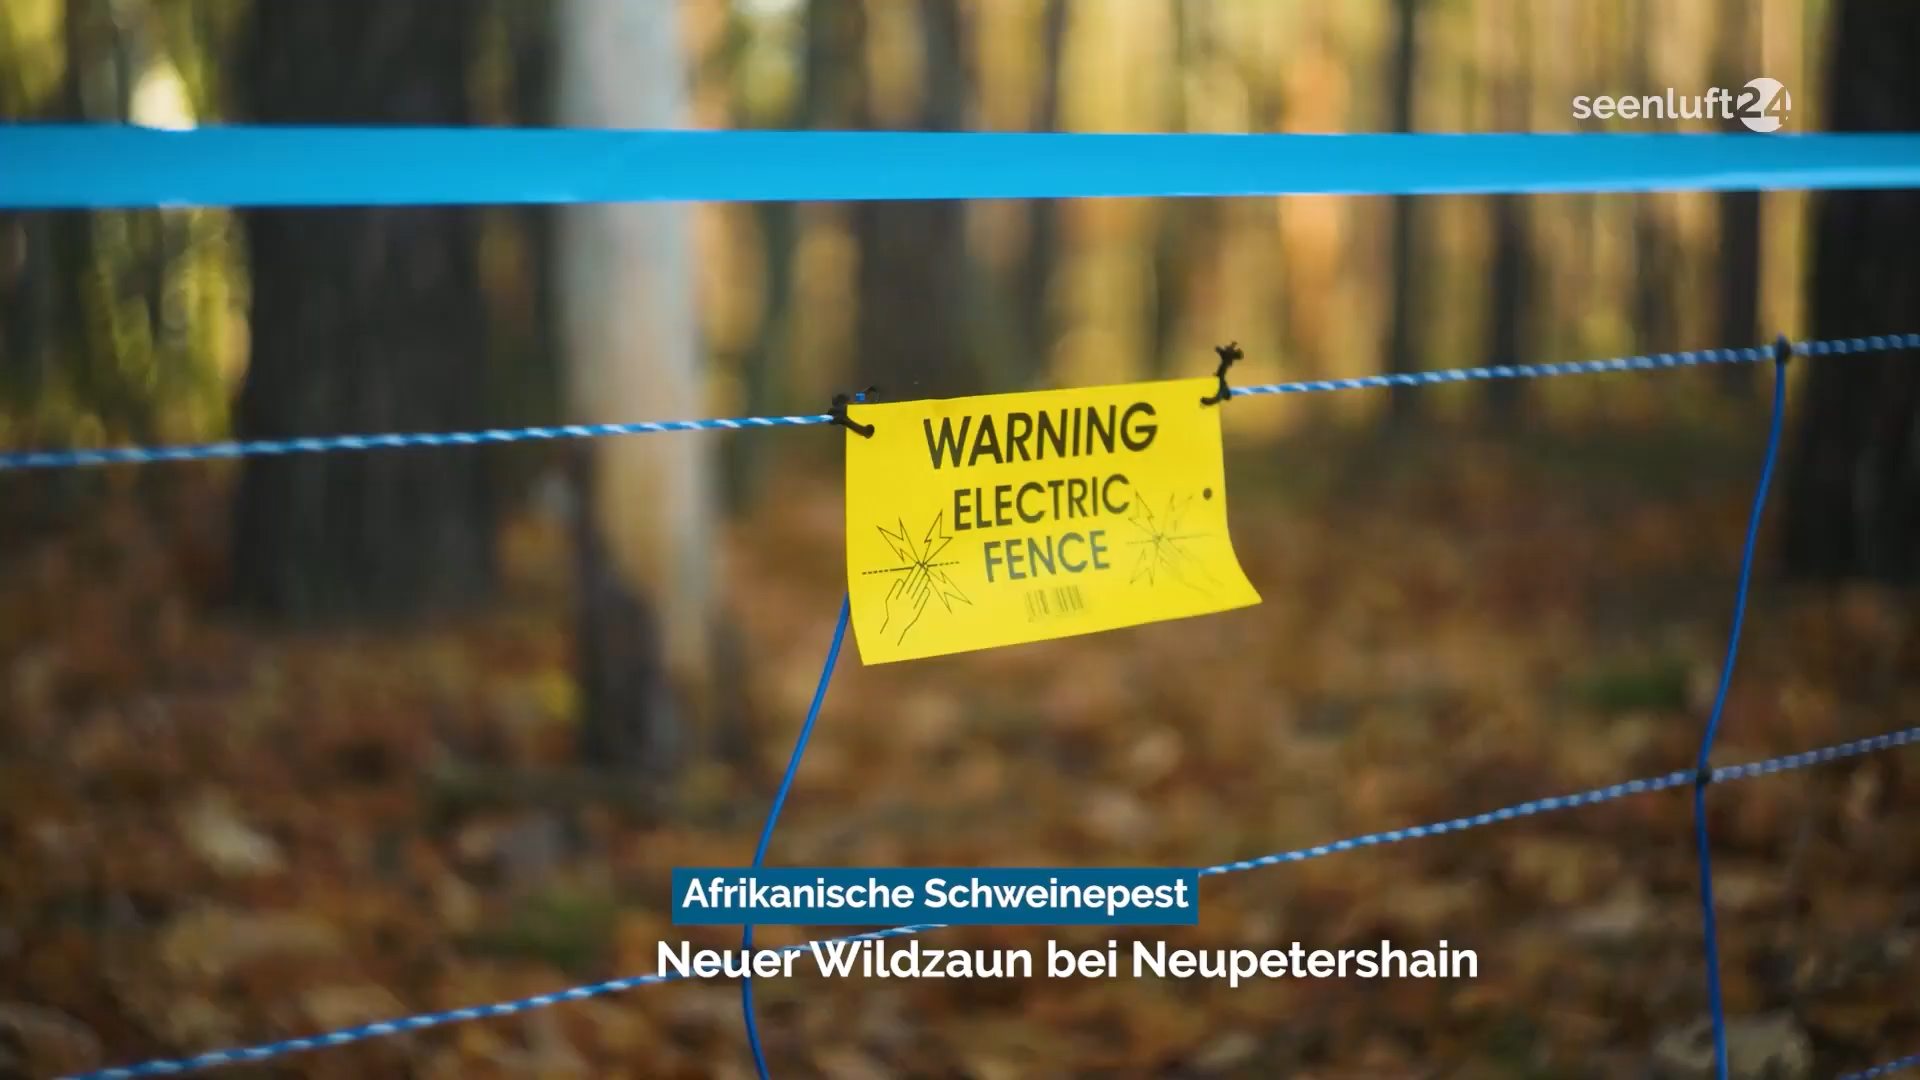 seenluft24
WARNING
ELECTRIC
FENCE
Afrikanische Schweinepest
Neuer Wildzaun bei Neupetershain